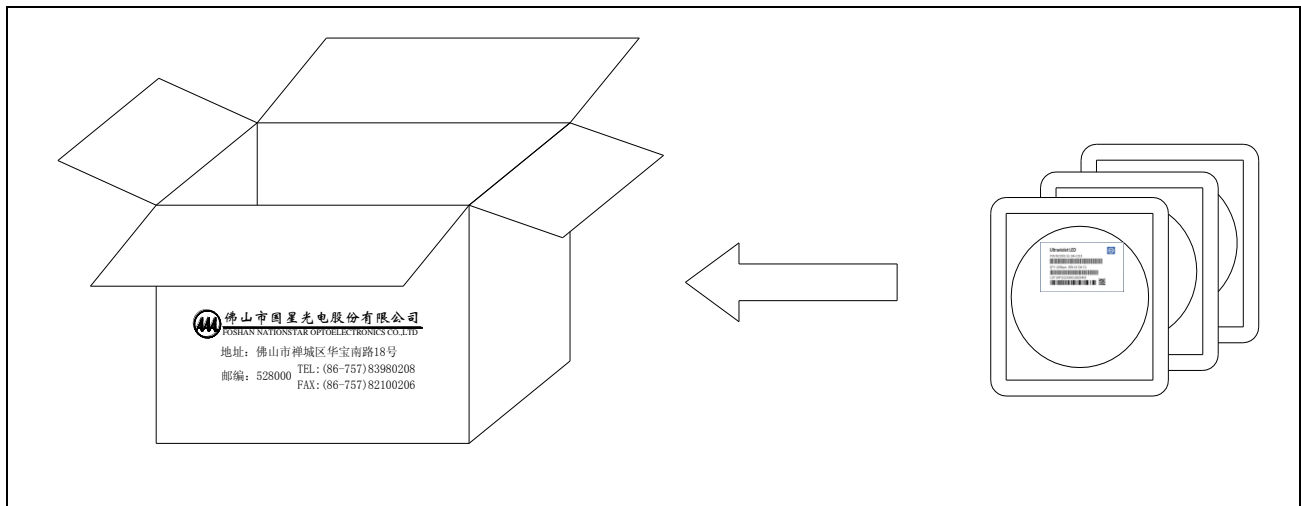 佛山市国星光电股份有限公司
FOSHAN NATIONSTAR OPTOELECTRONICS CO.,LTD
地址: 佛山市禅城区华宝南路18号
邮编: 528000
TEL:(86-757)83980208
FAX:(86-757)82100206
Ultraviolet LED